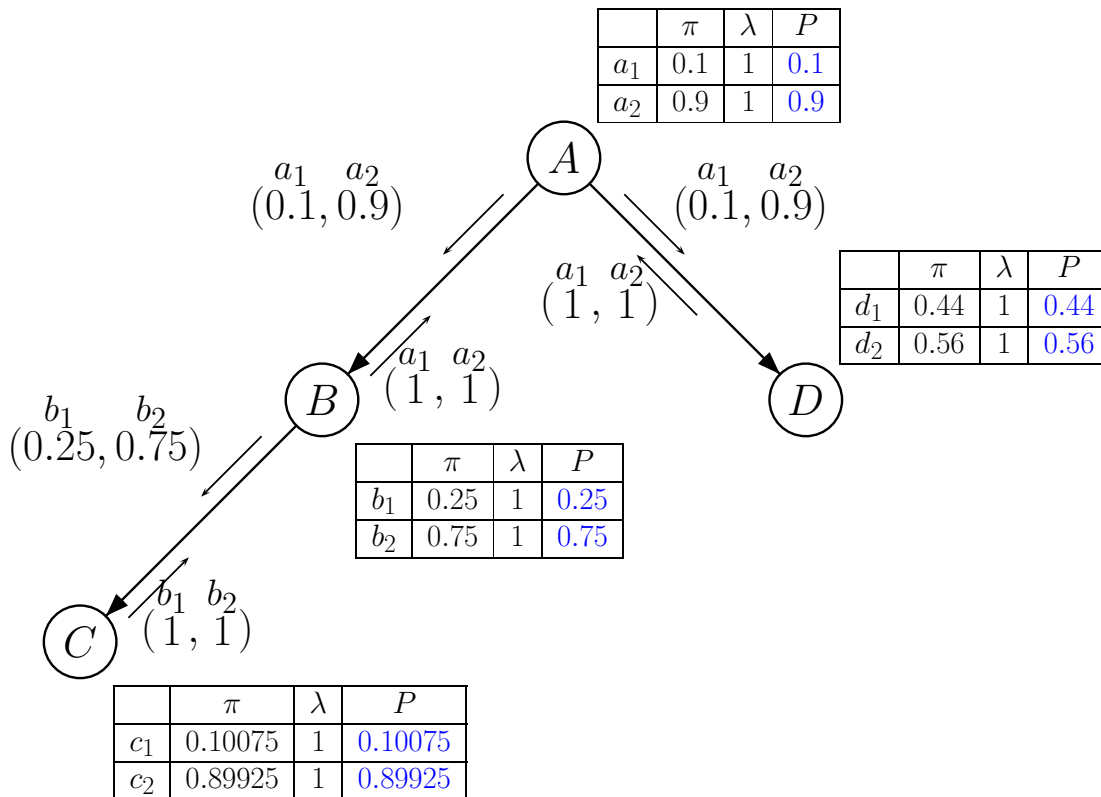 π λ P
a₁ 0.1 1 0.1
a₂ 0.9 1 0.9
A
a₁ a₂
(0.1, 0.9)
a₁ a₂
(0.1, 0.9)
a₁ a₂
(1, 1)
π λ P
d₁ 0.44 1 0.44
d₂ 0.56 1 0.56
a₁ a₂
(1, 1)
B
D
b₁ b₂
(0.25, 0.75)
π λ P
b₁ 0.25 1 0.25
b₂ 0.75 1 0.75
b₁ b₂
(1, 1)
C
π λ P
c₁ 0.10075 1 0.10075
c₂ 0.89925 1 0.89925